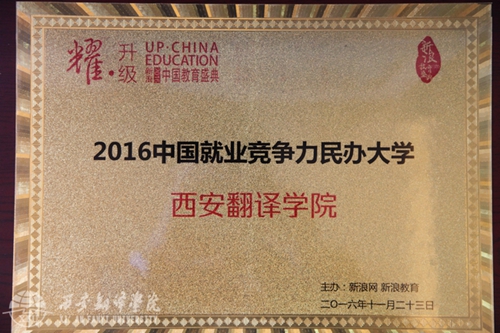 耀·升级
UP·CHINA
EDUCATION
中国教育盛典
2016中国就业竞争力民办大学
西安翻译学院
主办：新浪网 新浪教育
二〇一六年十一月二十三日
西安翻译学院